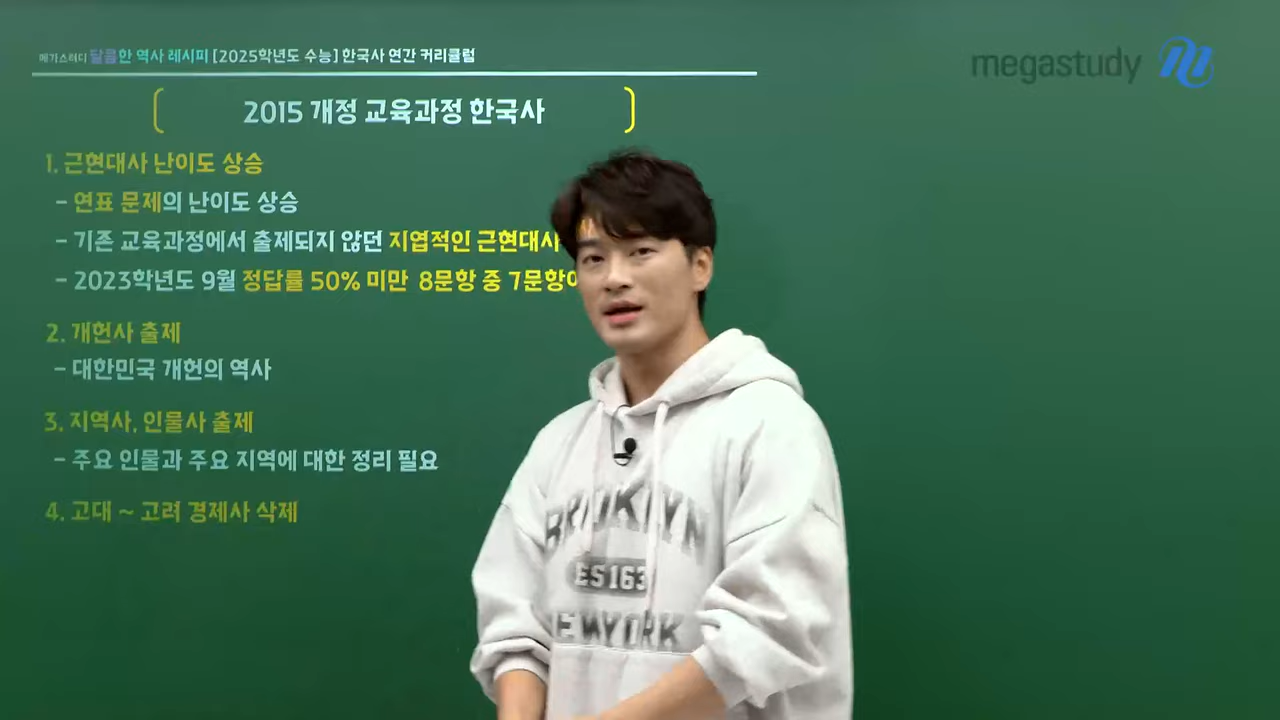 메가스터디 달콤한 역사 레시피 [2025학년도 수능] 한국사 연간 커리큘럼
megastudy
2015 개정 교육과정 한국사
1. 근현대사 난이도 상승
- 연표 문제의 난이도 상승
- 기존 교육과정에서 출제되지 않던 지엽적인 근현대사
- 2023학년도 9월 정답률 50% 미만 8문항 중 7문항이
2. 개헌사 출제
- 대한민국 개헌의 역사
3. 지역사, 인물사 출제
- 주요 인물과 주요 지역에 대한 정리 필요
4. 고대 ~ 고려 경제사 삭제
BROOKLYN
ES163
NEWYORK